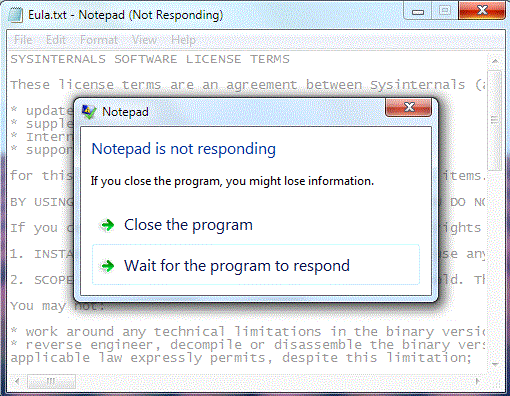 Eula.txt - Notepad (Not Responding)
File Edit Format View Help
SYSINTERNALS SOFTWARE LICENSE TERMS
These license terms are an agreement between Sysinternals (a
Notepad
* update
* supple
* Inter
* suppor
Notepad is not responding
If you close the program, you might lose information.
for this
items.
BY USING
DO NO
Close the program
If you c
rights
1. INSTA
use any
Wait for the program to respond
2. SCOPE
ld. Th
You may not:
* work around any technical limitations in the binary versio
* reverse engineer, decompile or disassemble the binary vers
applicable law expressly permits, despite this limitation;